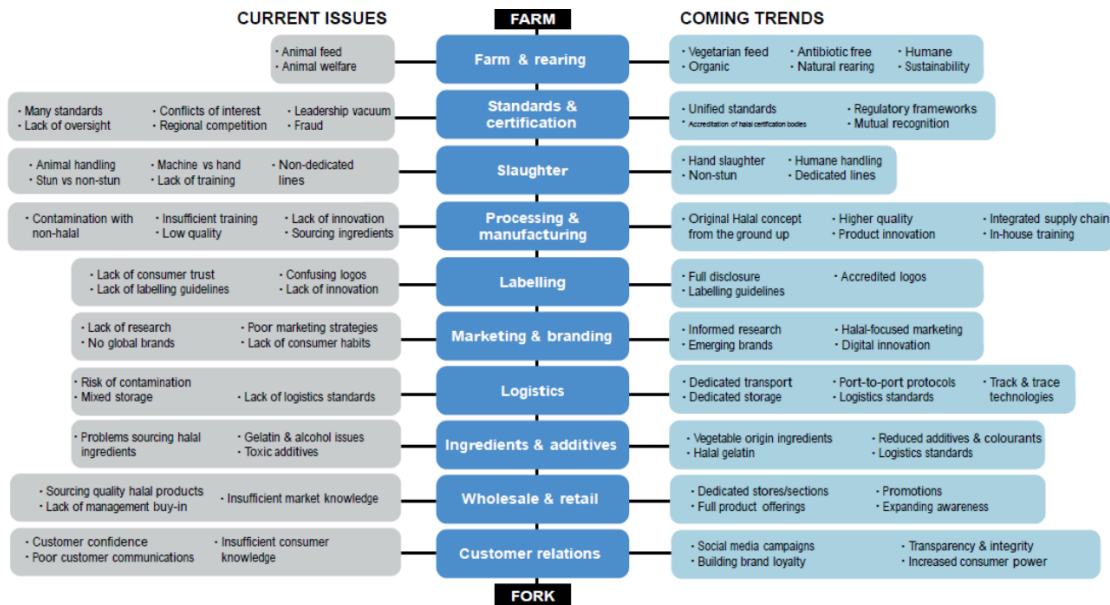 CURRENT ISSUES
FARM
COMING TRENDS
· Animal feed
· Animal welfare
Farm & rearing
· Vegetarian feed · Antibiotic free · Humane
· Organic · Natural rearing · Sustainability
· Many standards · Conflicts of interest · Leadership vacuum
· Lack of oversight · Regional competition · Fraud
Standards &
certification
· Unified standards · Regulatory frameworks
· Accreditation of halal certification bodies · Mutual recognition
· Animal handling · Machine vs hand · Non-dedicated
· Stun vs non-stun · Lack of training lines
Slaughter
· Hand slaughter · Humane handling
· Non-stun · Dedicated lines
· Contamination with · Insufficient training · Lack of innovation
non-halal · Low quality · Sourcing ingredients
Processing &
manufacturing
· Original Halal concept · Higher quality · Integrated supply chain
from the ground up · Product innovation · In-house training
· Lack of consumer trust · Confusing logos
· Lack of labelling guidelines · Lack of innovation
Labelling
· Full disclosure · Accredited logos
· Labelling guidelines
· Lack of research · Poor marketing strategies
· No global brands · Lack of consumer habits
Marketing & branding
· Informed research · Halal-focused marketing
· Emerging brands · Digital innovation
· Risk of contamination
· Mixed storage · Lack of logistics standards
Logistics
· Dedicated transport · Port-to-port protocols · Track & trace
· Dedicated storage · Logistics standards technologies
· Problems sourcing halal · Gelatin & alcohol issues
ingredients · Toxic additives
Ingredients & additives
· Vegetable origin ingredients · Reduced additives & colourants
· Halal gelatin · Logistics standards
· Sourcing quality halal products · Insufficient market knowledge
· Lack of management buy-in
Wholesale & retail
· Dedicated stores/sections · Promotions
· Full product offerings · Expanding awareness
· Customer confidence · Insufficient consumer
· Poor customer communications knowledge
Customer relations
· Social media campaigns · Transparency & integrity
· Building brand loyalty · Increased consumer power
FORK